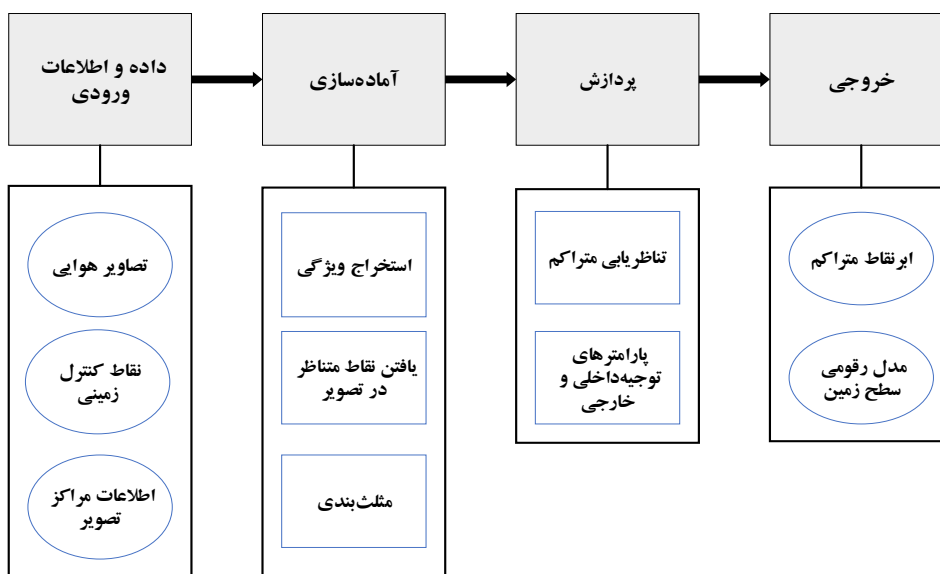 داده و اطلاعات
ورودی
آماده‌سازی
پردازش
خروجی
تصاویر هوایی
نقاط کنترل
زمینی
اطلاعات مراکز
تصویر
استخراج ویژگی
یافتن نقاط متناظر
در تصویر
مثلث‌بندی
تناظریابی متراکم
پارامترهای
توجیه‌داخلی و
خارجی
ابرنقاط متراکم
مدل رقومی
سطح زمین